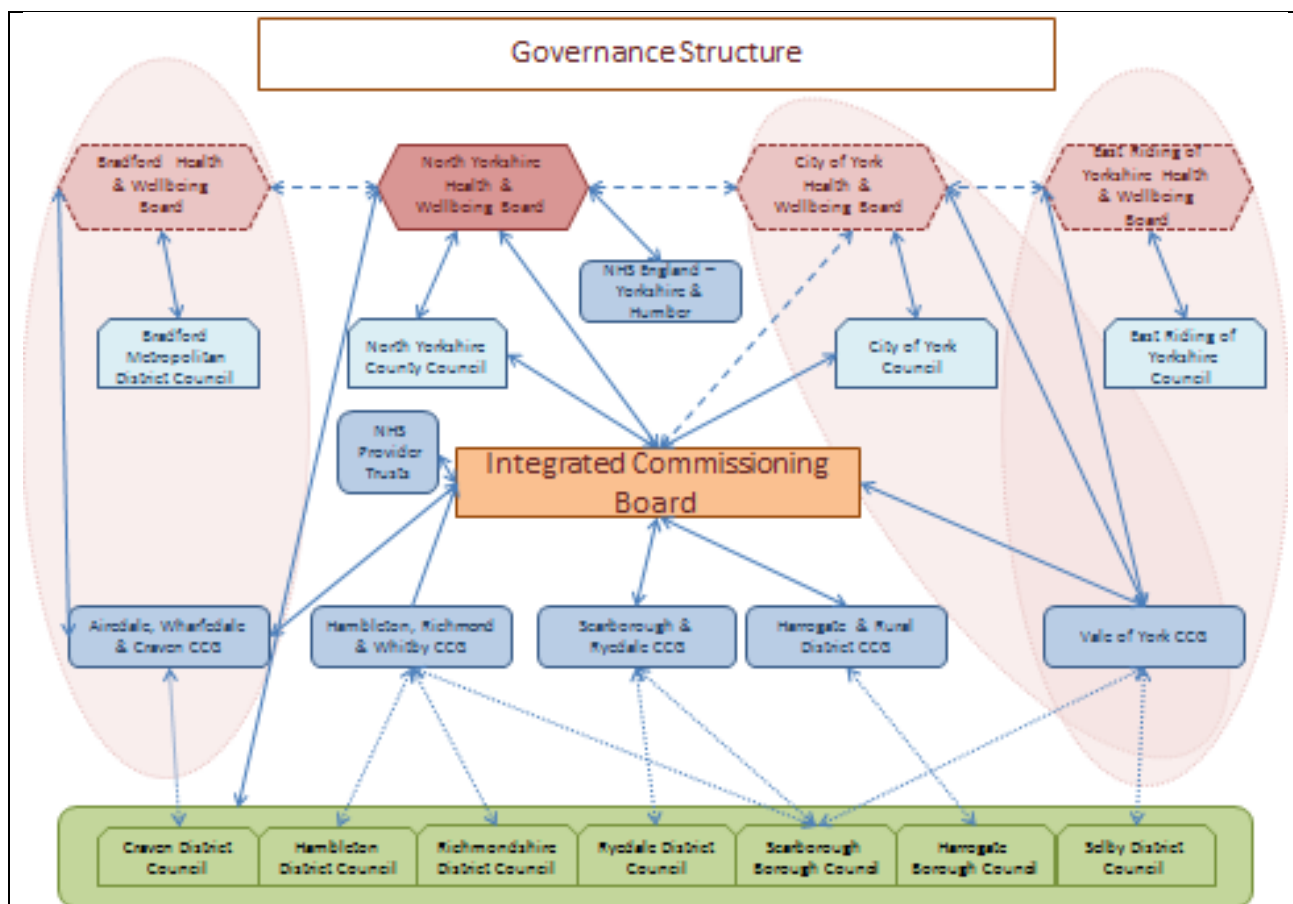 Governance Structure
Bradford Health
& Wellbeing
Board
North Yorkshire
Health &
Wellbeing Board
City of York
Health &
Wellbeing Board
East Riding of
Yorkshire Health
& Wellbeing
Board
NHS England –
Yorkshire &
Humber
Bradford
Metropolitan
District Council
North Yorkshire
County Council
City of York
Council
East Riding of
Yorkshire
Council
NHS
Provider
Trusts
Integrated Commissioning
Board
Airedale, Wharfedale
& Craven CCG
Hambleton, Richmond
& Whitby CCG
Scarborough &
Ryedale CCG
Harrogate & Rural
District CCG
Vale of York CCG
Craven District
Council
Hambleton
District Council
Richmondshire
District Council
Ryedale District
Council
Scarborough
Borough Council
Harrogate
Borough Council
Selby District
Council